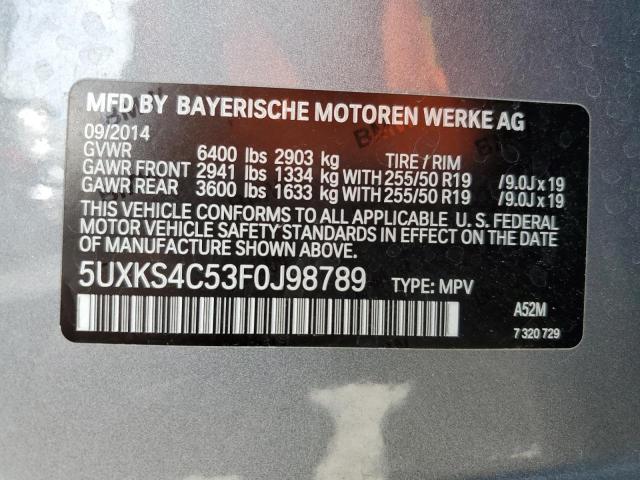 MFD BY BAYERISCHE MOTOREN WERKE AG
09/2014
GVWR 6400 lbs 2903 kg TIRE / RIM
GAWR FRONT 2941 lbs 1334 kg WITH 255/50 R19 /9.0J x 19
GAWR REAR 3600 lbs 1633 kg WITH 255/50 R19 /9.0J x 19
THIS VEHICLE CONFORMS TO ALL APPLICABLE U. S. FEDERAL
MOTOR VEHICLE SAFETY STANDARDS IN EFFECT ON THE DATE
OF MANUFACTURE SHOWN ABOVE.
5UXKS4C53F0J98789 TYPE: MPV
A52M
7 320 729